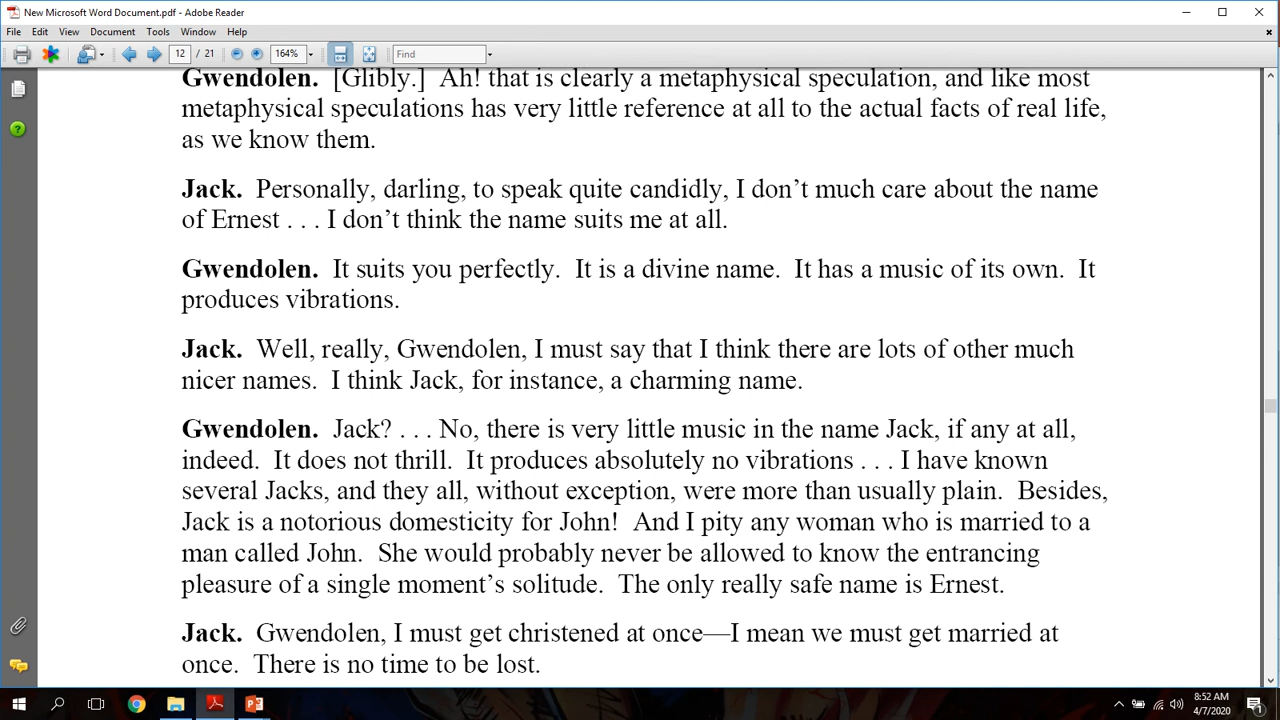 New Microsoft Word Document.pdf - Adobe Reader
File Edit View Document Tools Window Help
12 / 21 164% Find
Gwendolen.  [Glibly.]  Ah! that is clearly a metaphysical speculation, and like most
metaphysical speculations has very little reference at all to the actual facts of real life,
as we know them.
Jack.  Personally, darling, to speak quite candidly, I don’t much care about the name
of Ernest . . . I don’t think the name suits me at all.
Gwendolen.  It suits you perfectly.  It is a divine name.  It has a music of its own.  It
produces vibrations.
Jack.  Well, really, Gwendolen, I must say that I think there are lots of other much
nicer names.  I think Jack, for instance, a charming name.
Gwendolen.  Jack? . . . No, there is very little music in the name Jack, if any at all,
indeed.  It does not thrill.  It produces absolutely no vibrations . . . I have known
several Jacks, and they all, without exception, were more than usually plain.  Besides,
Jack is a notorious domesticity for John!  And I pity any woman who is married to a
man called John.  She would probably never be allowed to know the entrancing
pleasure of a single moment’s solitude.  The only really safe name is Ernest.
Jack.  Gwendolen, I must get christened at once—I mean we must get married at
once.  There is no time to be lost.
8:52 AM
4/7/2020